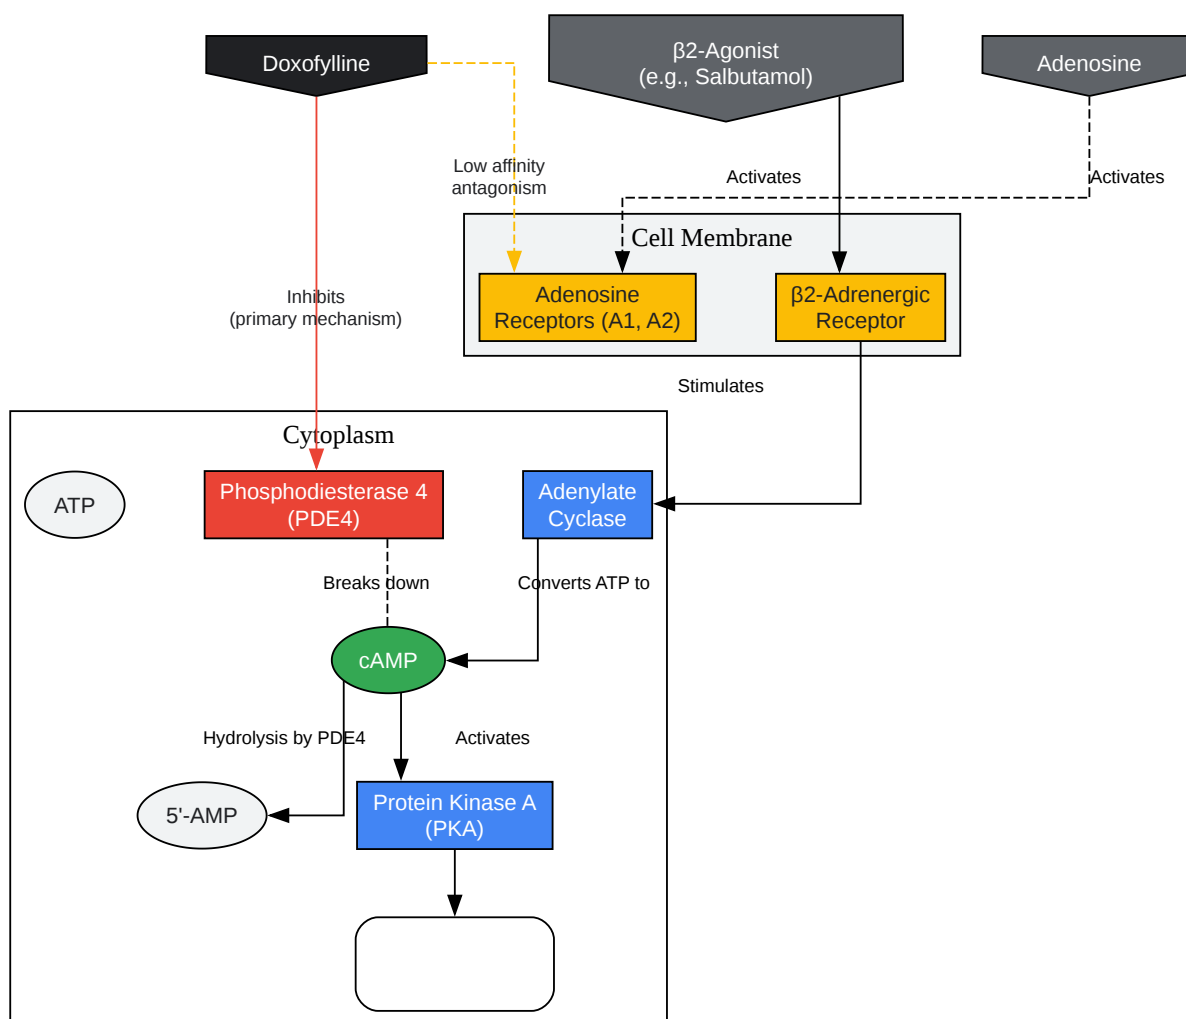 Doxofylline
β2-Agonist
(e.g., Salbutamol)
Adenosine
Low affinity
antagonism
Activates
Activates
Cell Membrane
Adenosine
Receptors (A1, A2)
β2-Adrenergic
Receptor
Inhibits
(primary mechanism)
Stimulates
Cytoplasm
ATP
Phosphodiesterase 4
(PDE4)
Adenylate
Cyclase
Breaks down
Converts ATP to
cAMP
Hydrolysis by PDE4
Activates
5'-AMP
Protein Kinase A
(PKA)